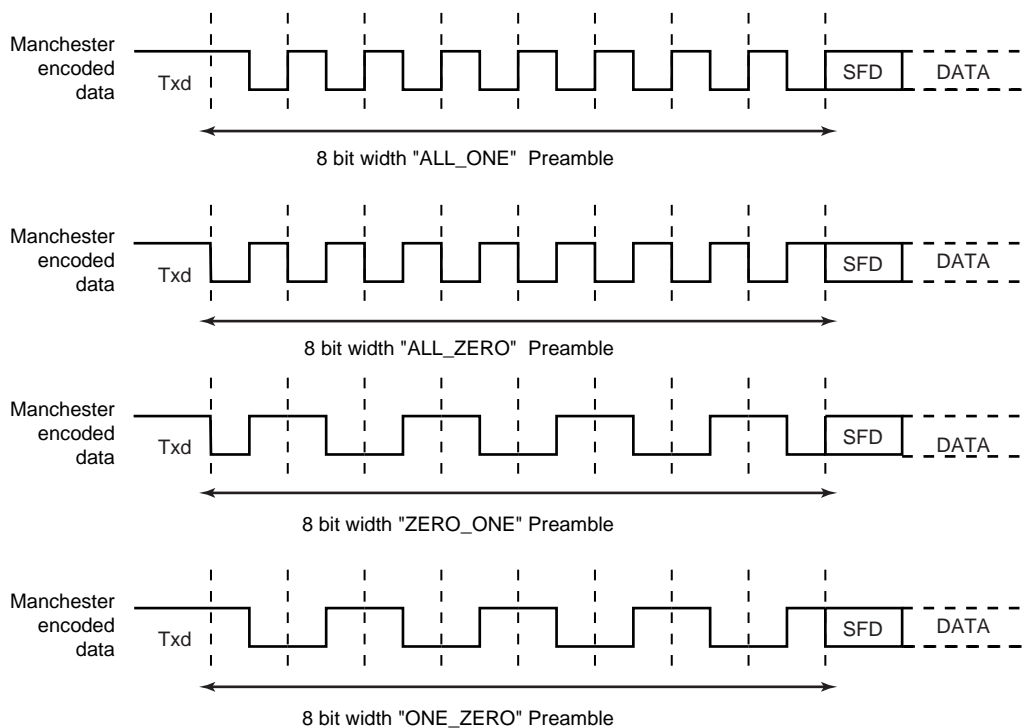 Manchester
encoded
data
Txd
SFD
DATA
8 bit width "ALL_ONE" Preamble
Manchester
encoded
data
Txd
SFD
DATA
8 bit width "ALL_ZERO" Preamble
Manchester
encoded
data
Txd
SFD
DATA
8 bit width "ZERO_ONE" Preamble
Manchester
encoded
data
Txd
SFD
DATA
8 bit width "ONE_ZERO" Preamble